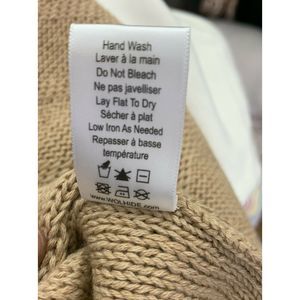 Hand Wash
Laver à la main
Do Not Bleach
Ne pas javelliser
Lay Flat To Dry
Sécher à plat
Low Iron As Needed
Repasser à basse
température
www.WOLHIDE.com